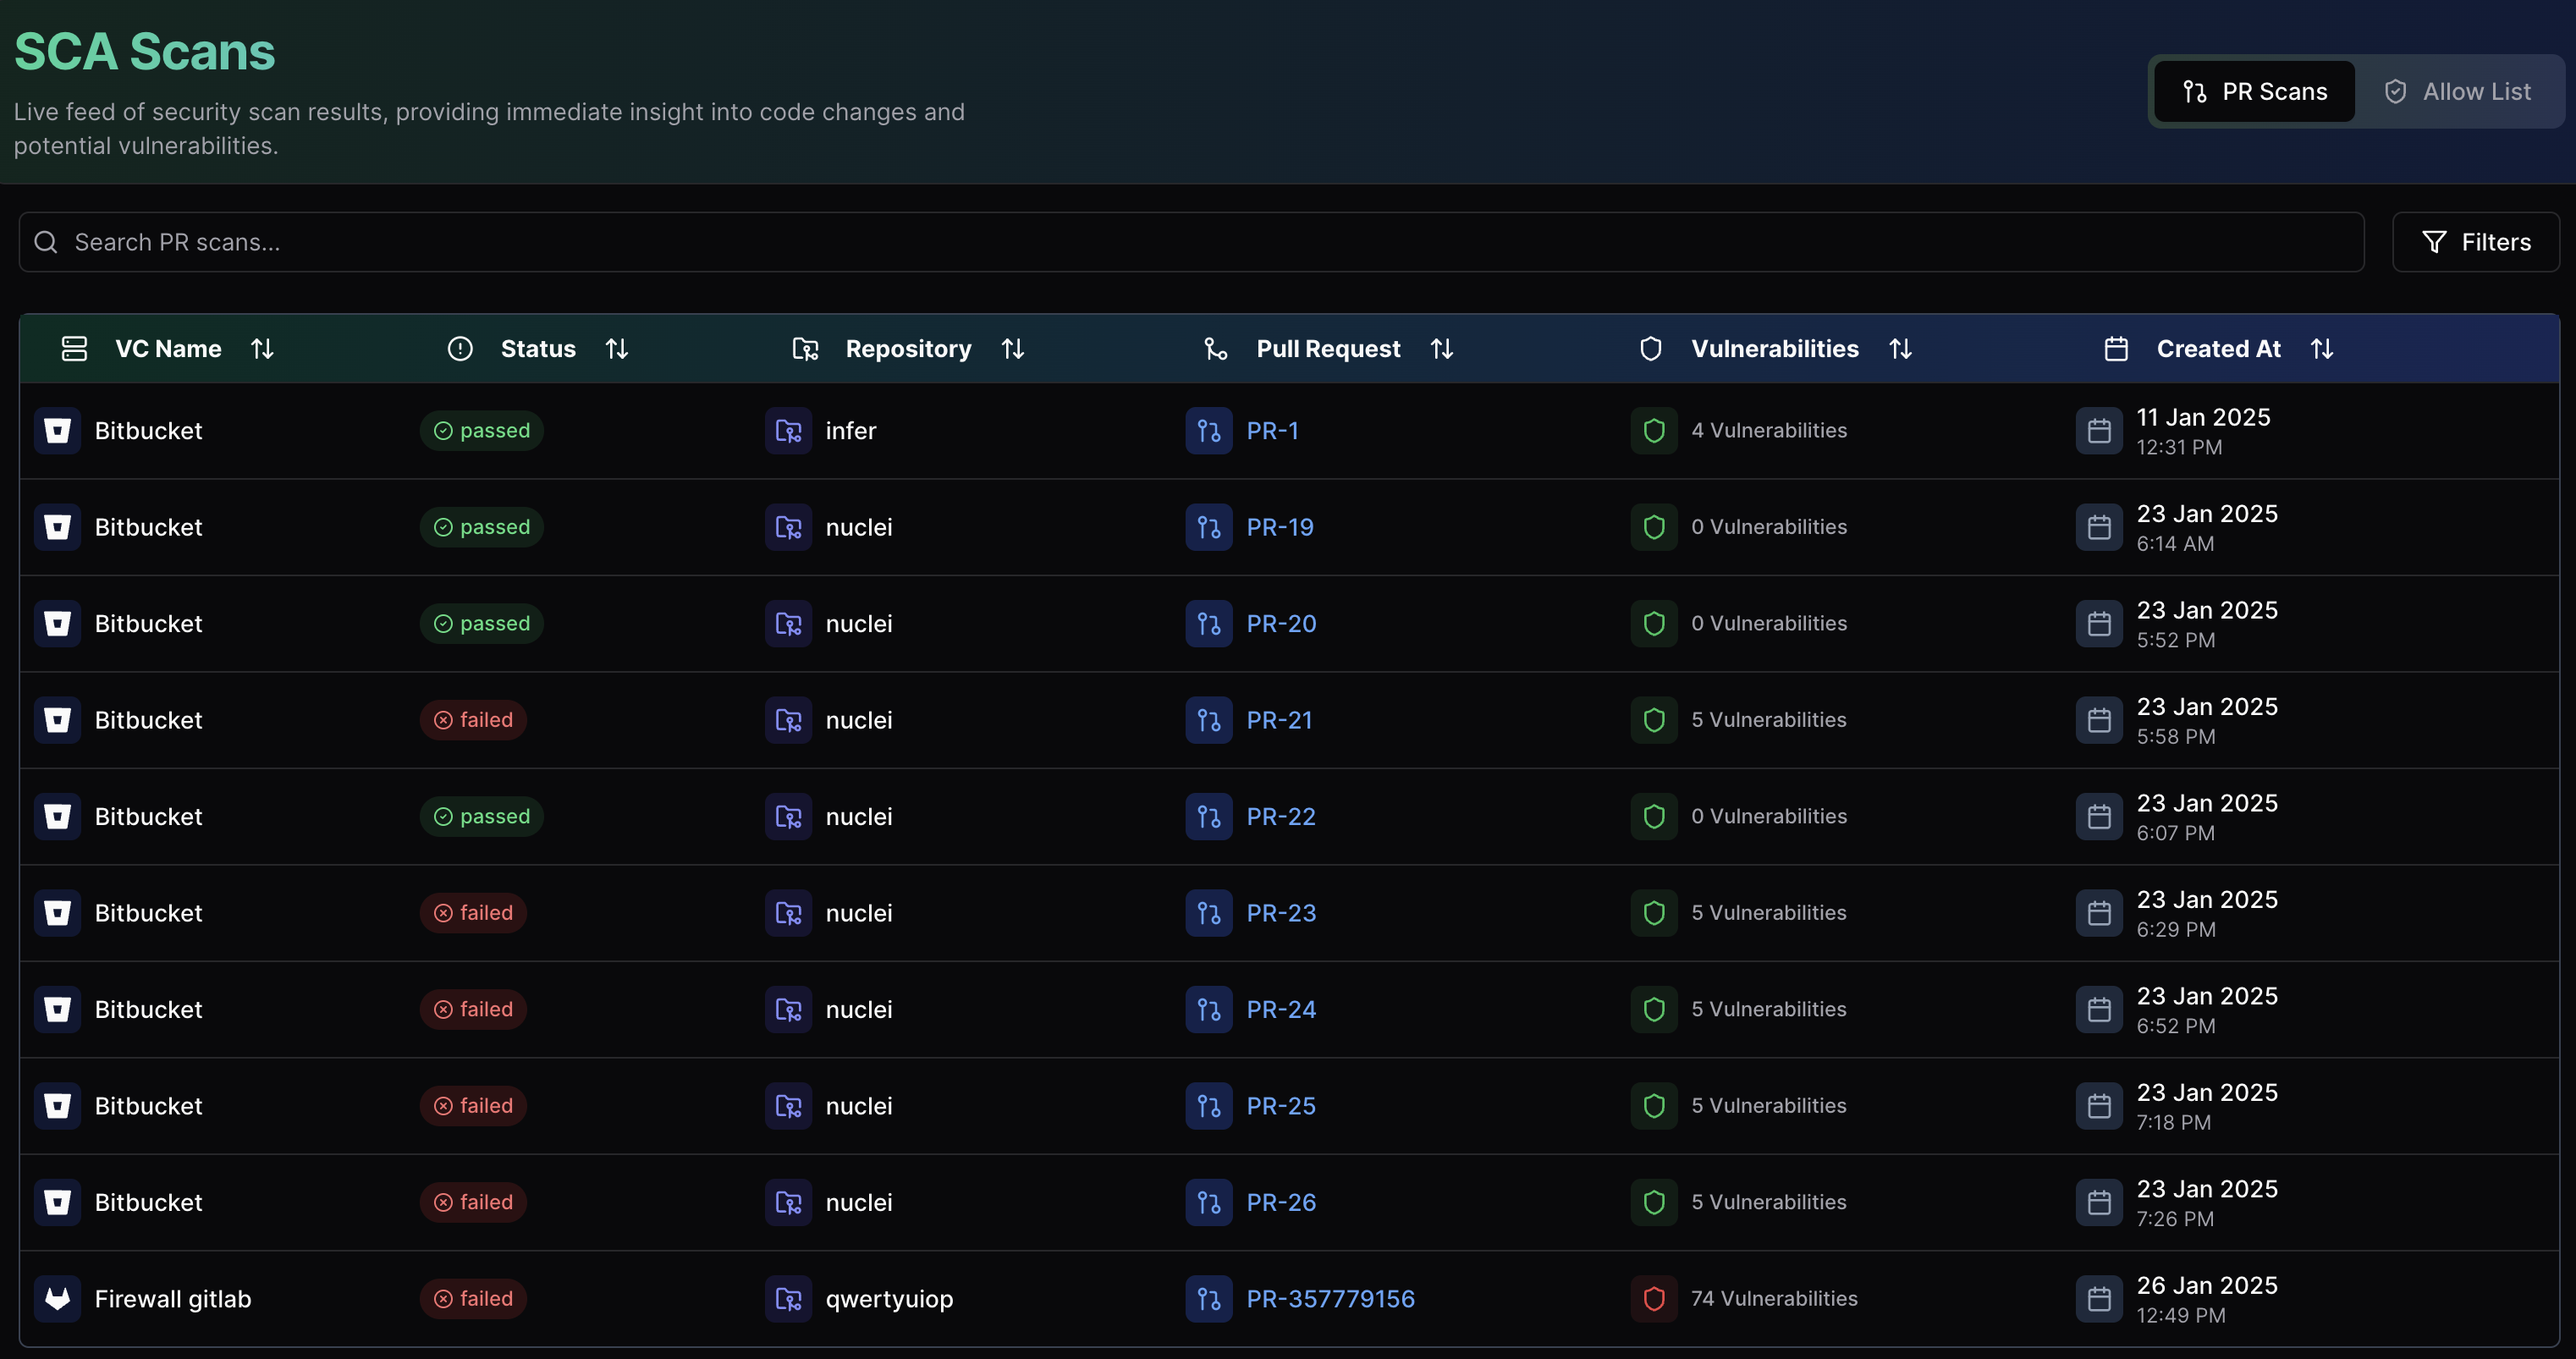 SCA Scans
Live feed of security scan results, providing immediate insight into code changes and
potential vulnerabilities.
PR Scans Allow List
Search PR scans...
Filters
VC Name Status Repository Pull Request Vulnerabilities Created At
Bitbucket passed infer PR-1 4 Vulnerabilities 11 Jan 2025
12:31 PM
Bitbucket passed nuclei PR-19 0 Vulnerabilities 23 Jan 2025
6:14 AM
Bitbucket passed nuclei PR-20 0 Vulnerabilities 23 Jan 2025
5:52 PM
Bitbucket failed nuclei PR-21 5 Vulnerabilities 23 Jan 2025
5:58 PM
Bitbucket passed nuclei PR-22 0 Vulnerabilities 23 Jan 2025
6:07 PM
Bitbucket failed nuclei PR-23 5 Vulnerabilities 23 Jan 2025
6:29 PM
Bitbucket failed nuclei PR-24 5 Vulnerabilities 23 Jan 2025
6:52 PM
Bitbucket failed nuclei PR-25 5 Vulnerabilities 23 Jan 2025
7:18 PM
Bitbucket failed nuclei PR-26 5 Vulnerabilities 23 Jan 2025
7:26 PM
Firewall gitlab failed qwertyuiop PR-357779156 74 Vulnerabilities 26 Jan 2025
12:49 PM